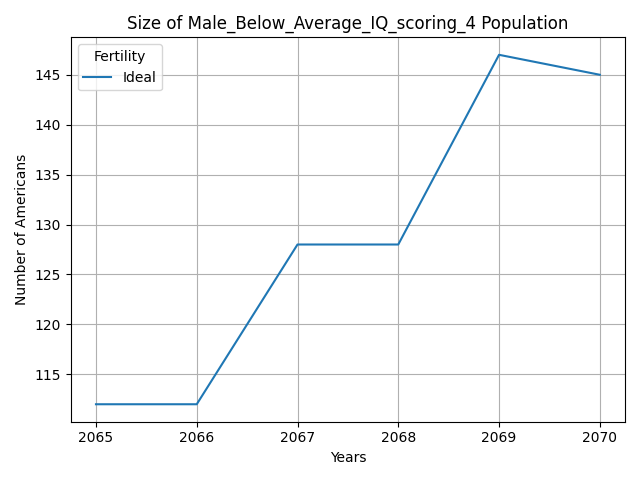 Size of Male_Below_Average_IQ_scoring_4 Population
Fertility
Ideal
Number of Americans
145
140
135
130
125
120
115
2065 2066 2067 2068 2069 2070
Years